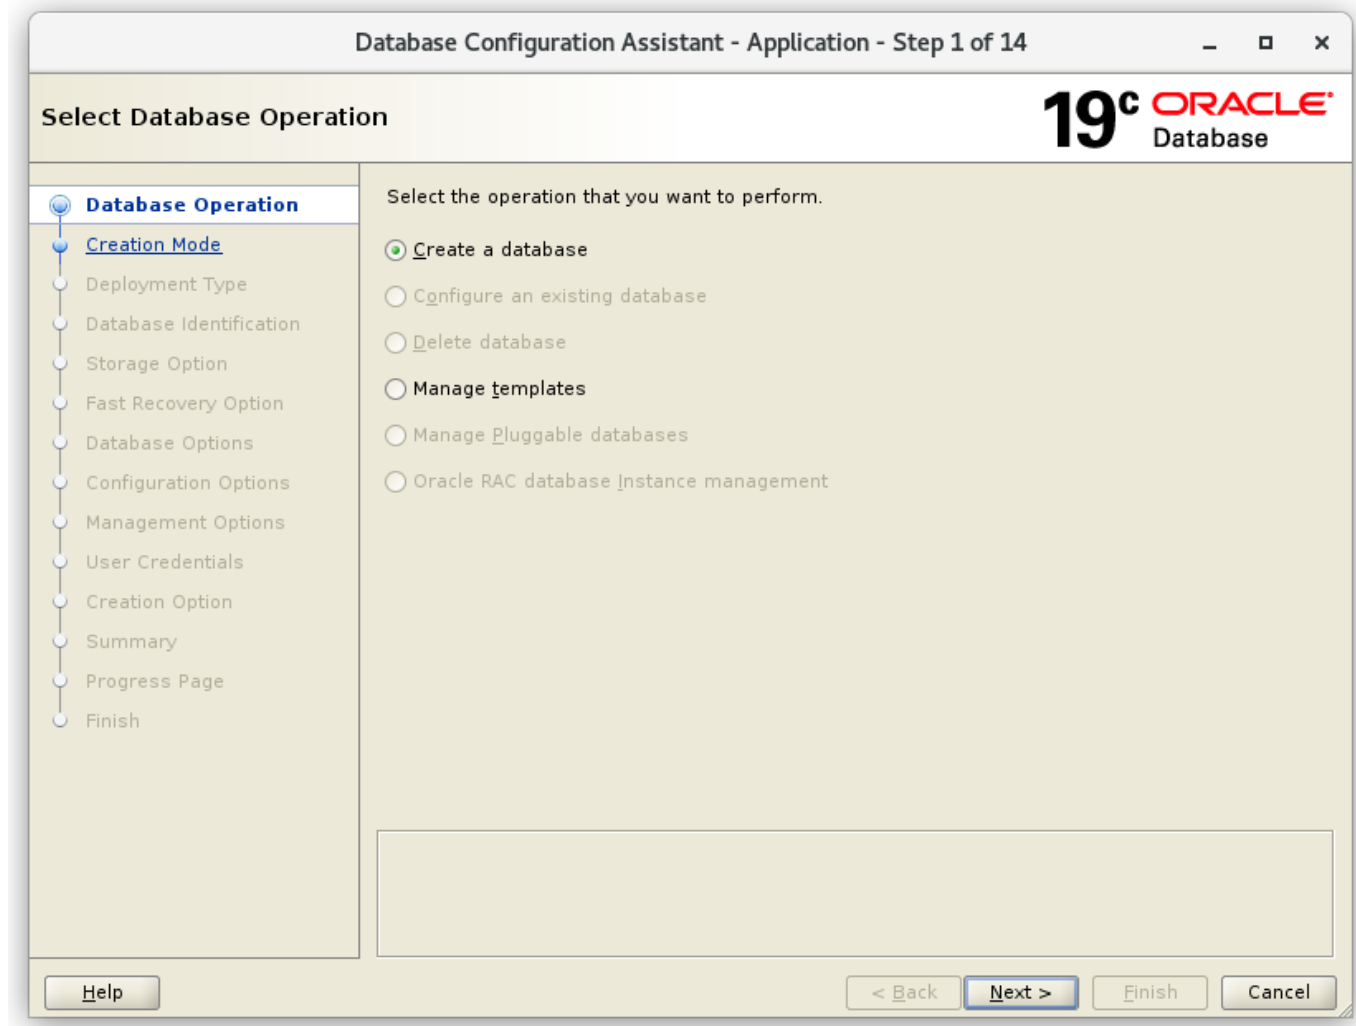 Database Configuration Assistant - Application - Step 1 of 14
Select Database Operation
19c ORACLE
Database
Database Operation
Creation Mode
Deployment Type
Database Identification
Storage Option
Fast Recovery Option
Database Options
Configuration Options
Management Options
User Credentials
Creation Option
Summary
Progress Page
Finish
Select the operation that you want to perform.
Create a database
Configure an existing database
Delete database
Manage templates
Manage Pluggable databases
Oracle RAC database Instance management
Help
< Back
Next >
Finish
Cancel